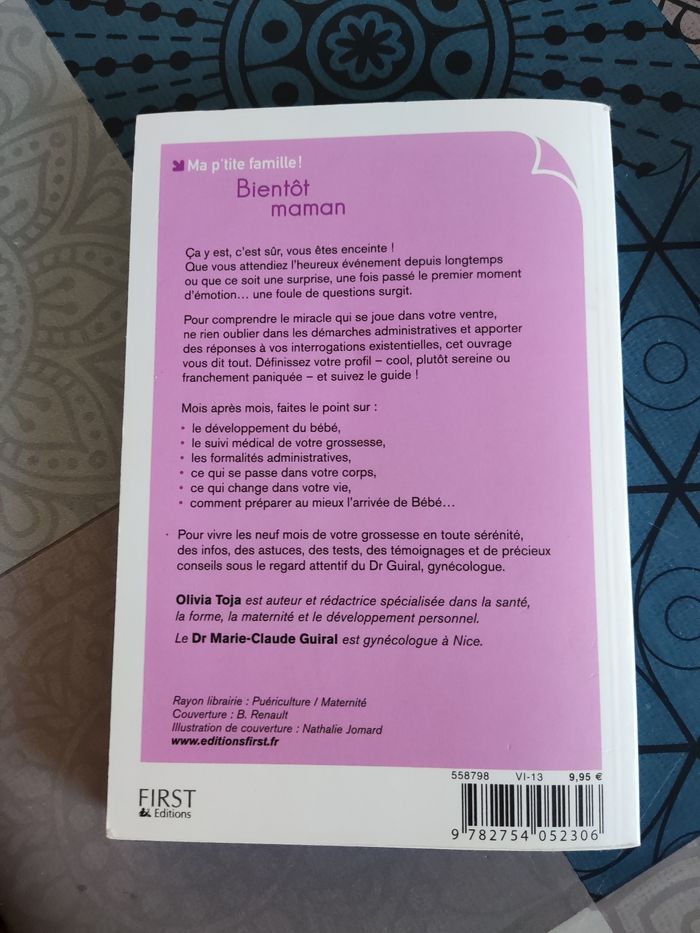 Ma p'tite famille !
Bientôt
maman
Ça y est, c'est sûr, vous êtes enceinte !
Que vous attendiez l'heureux événement depuis longtemps
ou que ce soit une surprise, une fois passé le premier moment
d'émotion… une foule de questions surgit.
Pour comprendre le miracle qui se joue dans votre ventre,
ne rien oublier dans les démarches administratives et apporter
des réponses à vos interrogations existentielles, cet ouvrage
vous dit tout. Définissez votre profil – cool, plutôt sereine ou
franchement paniquée – et suivez le guide !
Mois après mois, faites le point sur :
• le développement du bébé,
• le suivi médical de votre grossesse,
• les formalités administratives,
• ce qui se passe dans votre corps,
• ce qui change dans votre vie,
• comment préparer au mieux l'arrivée de Bébé…
Pour vivre les neuf mois de votre grossesse en toute sérénité,
des infos, des astuces, des tests, des témoignages et de précieux
conseils sous le regard attentif du Dr Guiral, gynécologue.
Olivia Toja est auteur et rédactrice spécialisée dans la santé,
la forme, la maternité et le développement personnel.
Le Dr Marie-Claude Guiral est gynécologue à Nice.
Rayon librairie : Puériculture / Maternité
Couverture : B. Renault
Illustration de couverture : Nathalie Jomard
www.editionsfirst.fr
558798 VI-13 9,95 €
FIRST
Editions
9 782754 052306